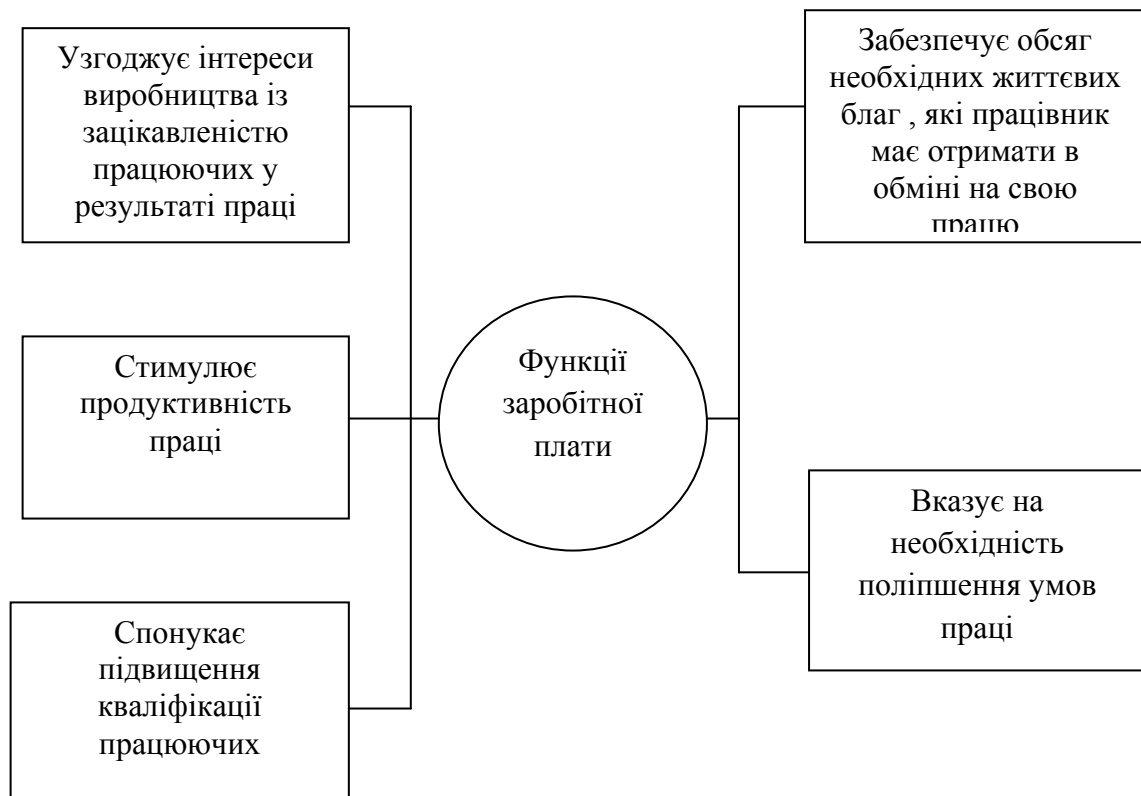 Узгоджує інтереси
виробництва із
зацікавленістю
працюючих у
результаті праці
Стимулює
продуктивність
праці
Спонукає
підвищення
кваліфікації
працюючих
Функції
заробітної
плати
Забезпечує обсяг
необхідних життєвих
благ , які працівник
має отримати в
обміні на свою
працю
Вказує на
необхідність
поліпшення умов
праці